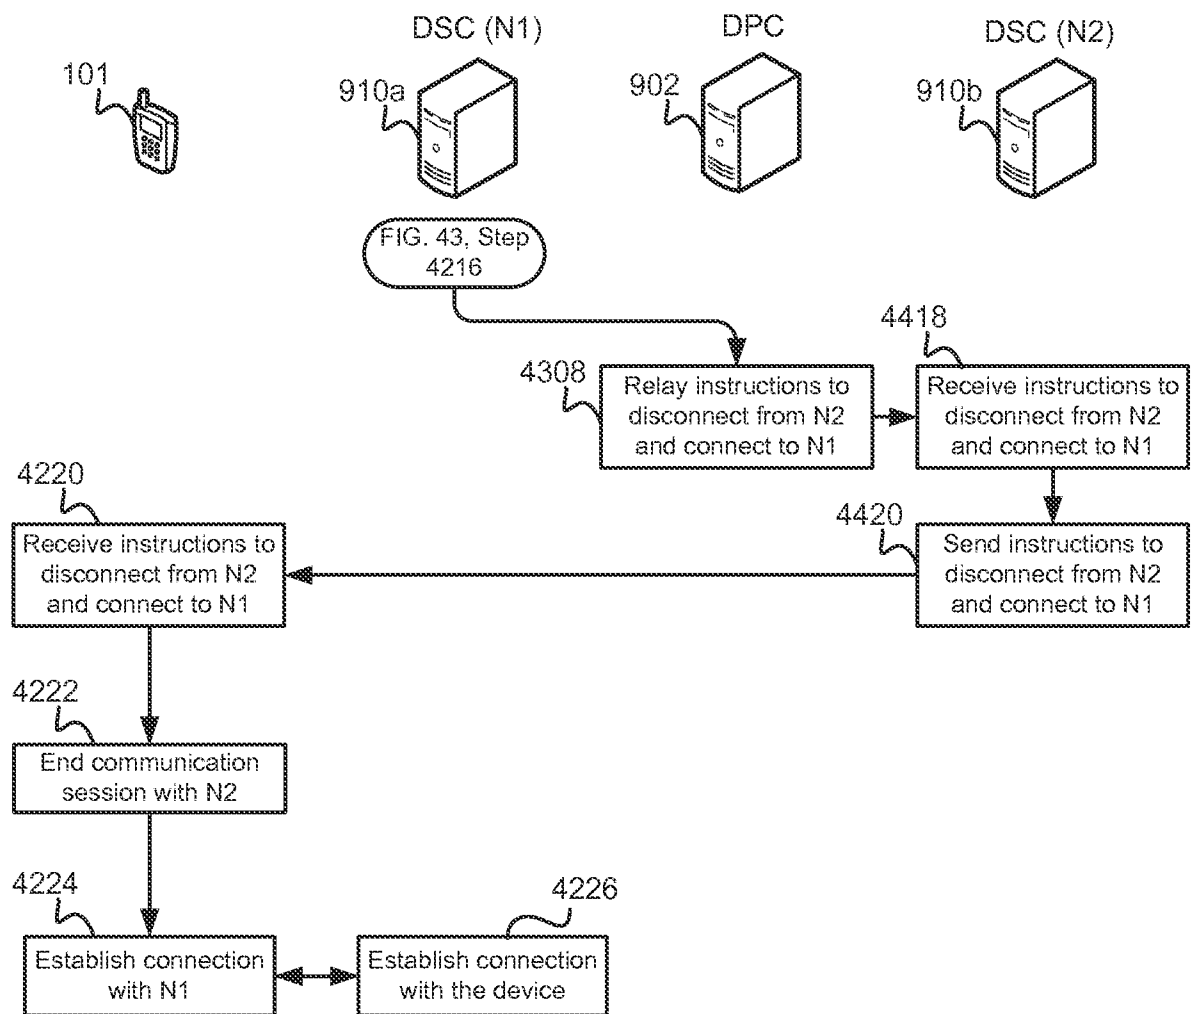 DSC (N1)
DPC
DSC (N2)
101
910a
902
910b
FIG. 43, Step
4216
4418
4308
Relay instructions to
disconnect from N2
and connect to N1
Receive instructions to
disconnect from N2
and connect to N1
4220
4420
Receive instructions to
disconnect from N2
and connect to N1
Send instructions to
disconnect from N2
and connect to N1
4222
End communication
session with N2
4224
4226
Establish connection
with N1
Establish connection
with the device